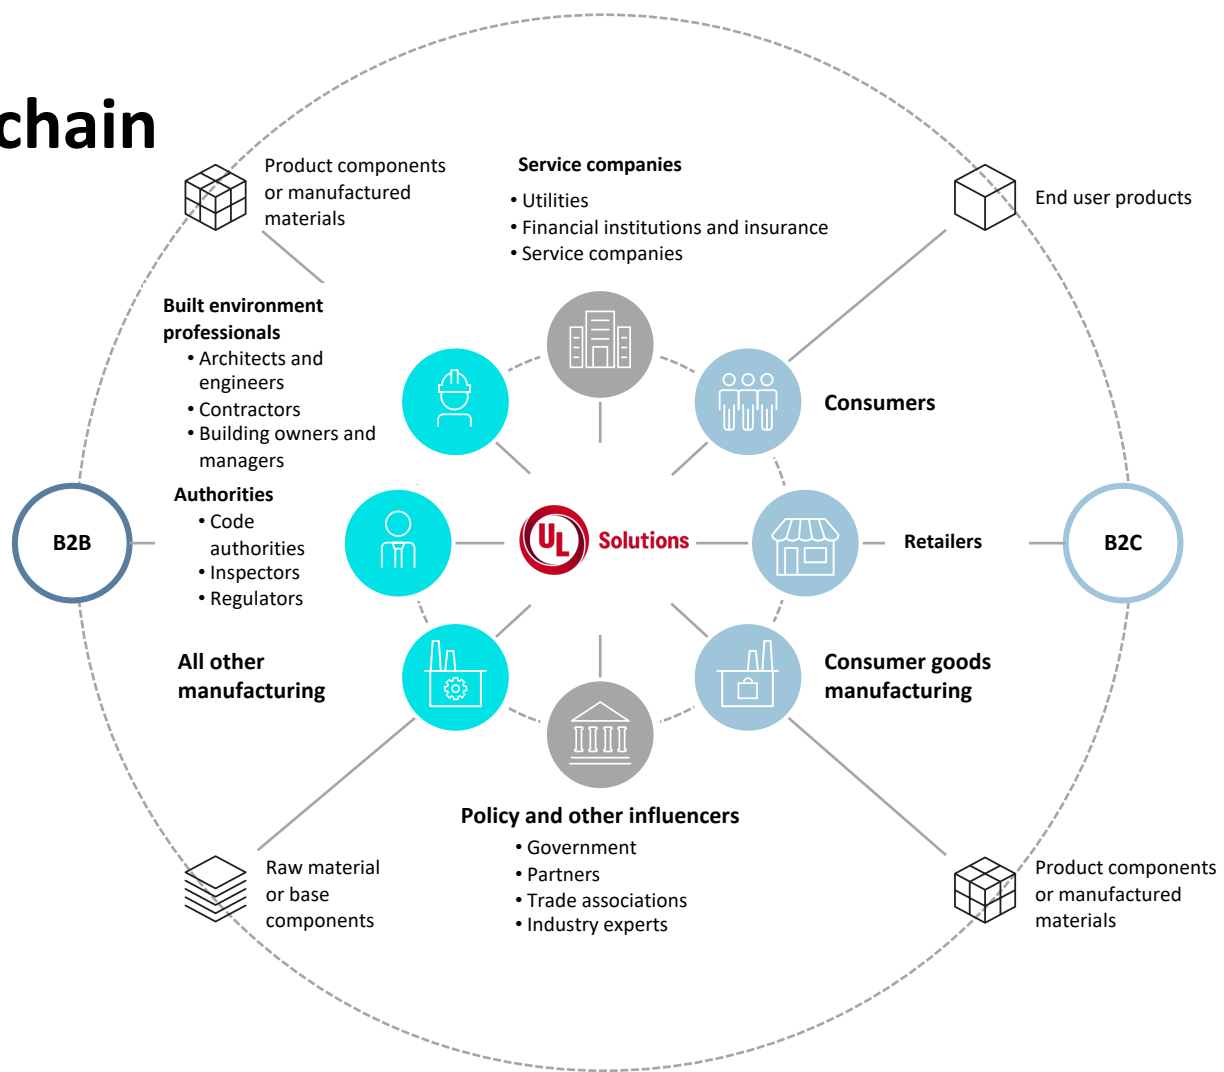 chain
Product components
or manufactured
materials
Service companies
• Utilities
• Financial institutions and insurance
• Service companies
End user products
Built environment
professionals
• Architects and
engineers
• Contractors
• Building owners and
managers
Consumers
Authorities
• Code
authorities
• Inspectors
• Regulators
B2B
UL Solutions
Retailers
B2C
All other
manufacturing
Consumer goods
manufacturing
Policy and other influencers
• Government
• Partners
• Trade associations
• Industry experts
Raw material
or base
components
Product components
or manufactured
materials